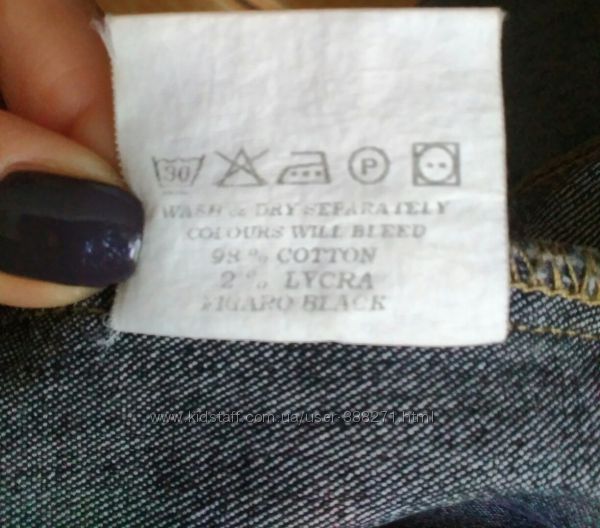 30 P
WASH & DRY SEPARATELY
COLOURS WILL BLEED
98 % COTTON
2 % LYCRA
FIGARO BLACK
www.kidstaff.com.ua/user-388271.html